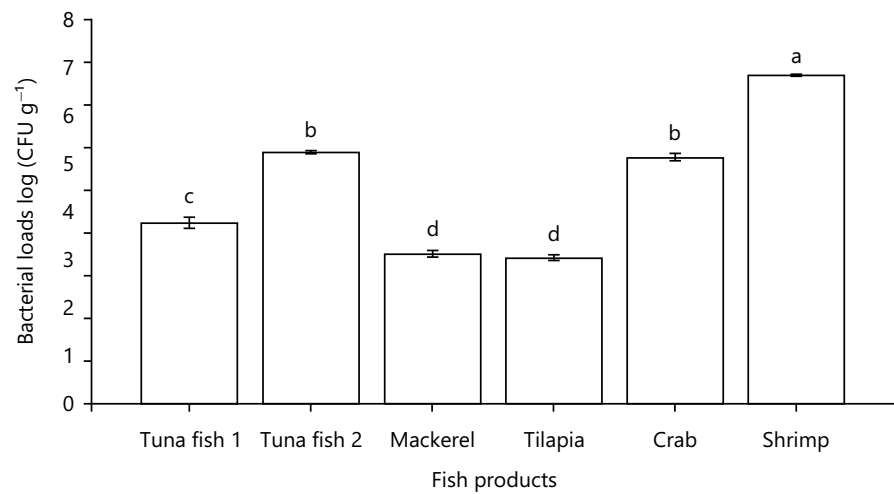 Bacterial loads log (CFU g⁻¹)
8
7
6
5
4
3
2
1
0
c
b
d
d
b
a
Tuna fish 1 Tuna fish 2 Mackerel Tilapia Crab Shrimp
Fish products